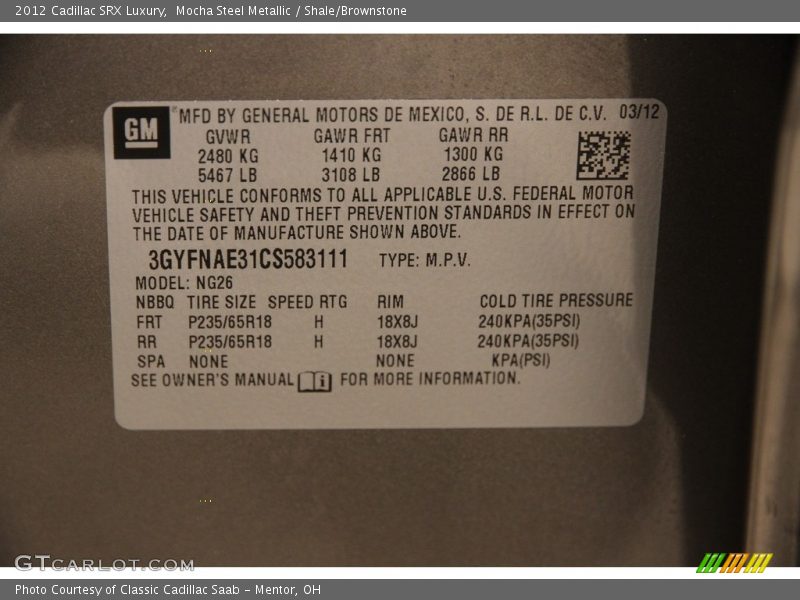 2012 Cadillac SRX Luxury,  Mocha Steel Metallic / Shale/Brownstone
GM
® MFD BY GENERAL MOTORS DE MEXICO, S. DE R.L. DE C.V. 03/12
GVWR GAWR FRT GAWR RR
2480 KG 1410 KG 1300 KG
5467 LB 3108 LB 2866 LB
THIS VEHICLE CONFORMS TO ALL APPLICABLE U.S. FEDERAL MOTOR
VEHICLE SAFETY AND THEFT PREVENTION STANDARDS IN EFFECT ON
THE DATE OF MANUFACTURE SHOWN ABOVE.
3GYFNAE31CS583111 TYPE: M.P.V.
MODEL: NG26
NBBQ TIRE SIZE SPEED RTG RIM COLD TIRE PRESSURE
FRT P235/65R18 H 18X8J 240KPA(35PSI)
RR P235/65R18 H 18X8J 240KPA(35PSI)
SPA NONE NONE KPA(PSI)
SEE OWNER'S MANUAL i FOR MORE INFORMATION.
GTCARLOT.COM
Photo Courtesy of Classic Cadillac Saab - Mentor, OH